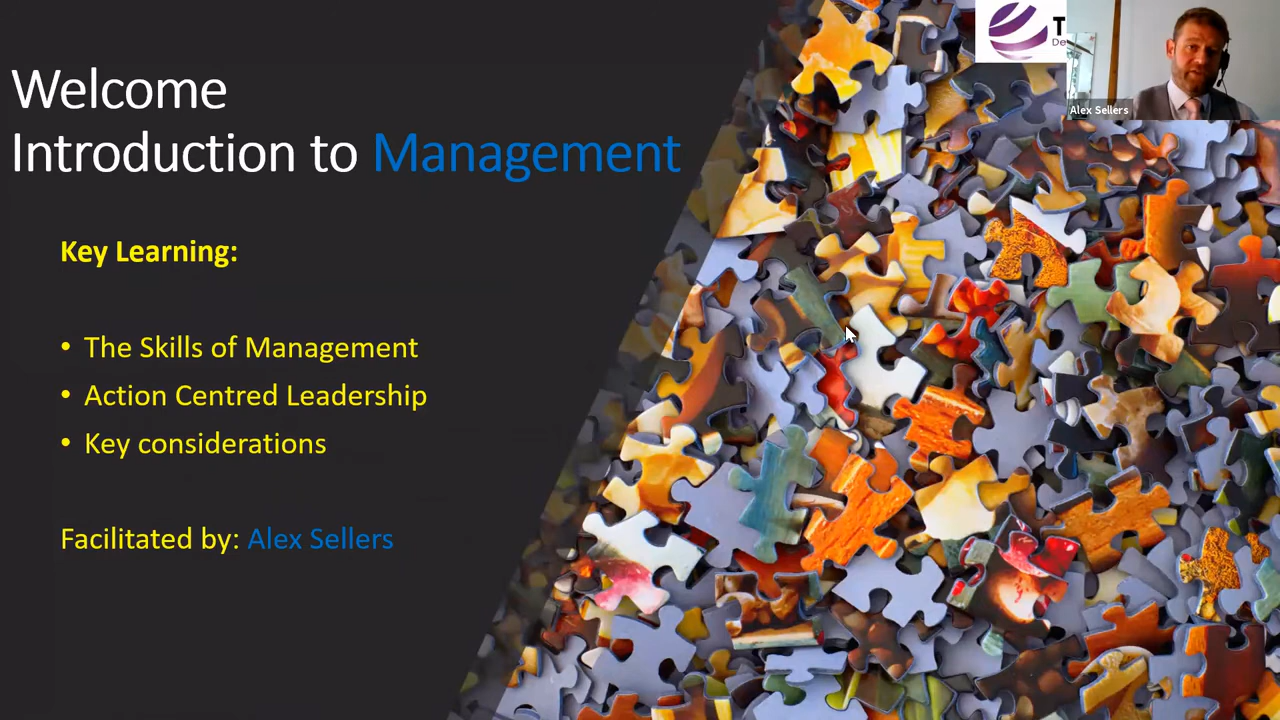 Welcome
Introduction to Management
Key Learning:
• The Skills of Management
• Action Centred Leadership
• Key considerations
Facilitated by: Alex Sellers
Alex Sellers